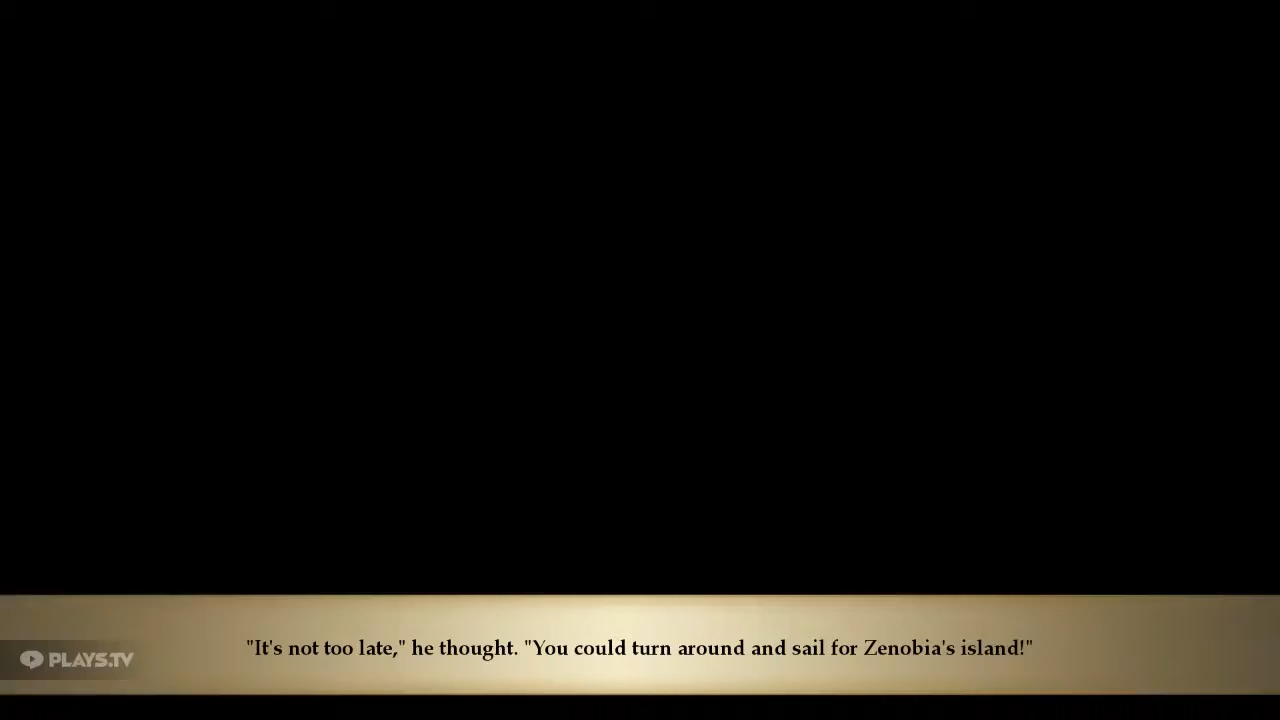 "It's not too late," he thought. "You could turn around and sail for Zenobia's island!"
PLAYS.TV